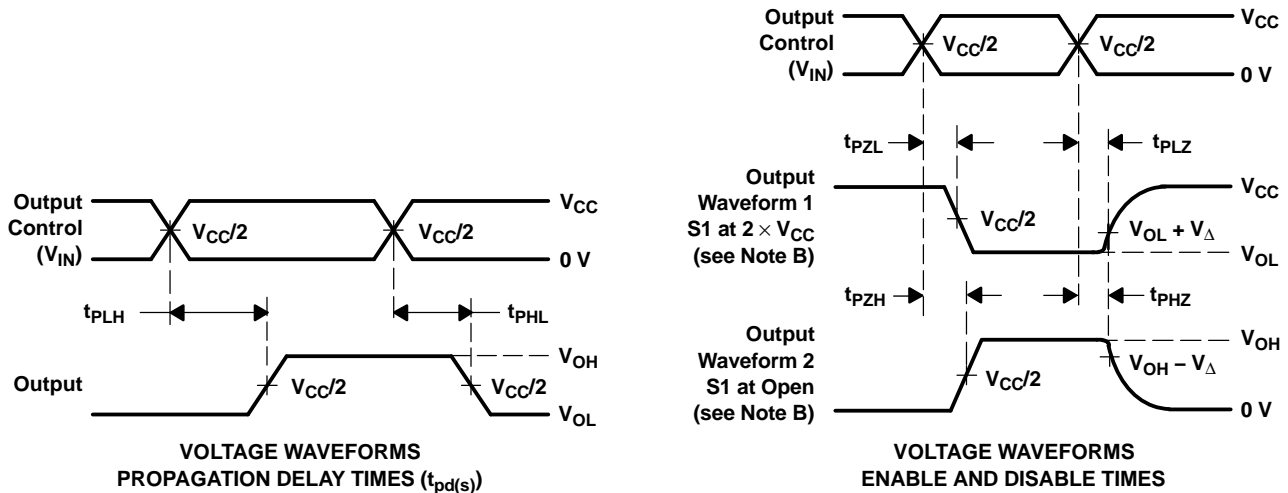 Output
Control
(VIN)
VCC
VCC/2
VCC/2
0 V
tPLH
tPHL
Output
VOH
VCC/2
VCC/2
VOL
VOLTAGE WAVEFORMS
PROPAGATION DELAY TIMES (tpd(s))
Output
Control
(VIN)
VCC
VCC/2
VCC/2
0 V
tPZL
tPLZ
Output
Waveform 1
S1 at 2 × VCC
(see Note B)
VCC
VCC/2
VOL + VΔ
VOL
tPZH
tPHZ
Output
Waveform 2
S1 at Open
(see Note B)
VOH
VCC/2
VOH − VΔ
0 V
VOLTAGE WAVEFORMS
ENABLE AND DISABLE TIMES